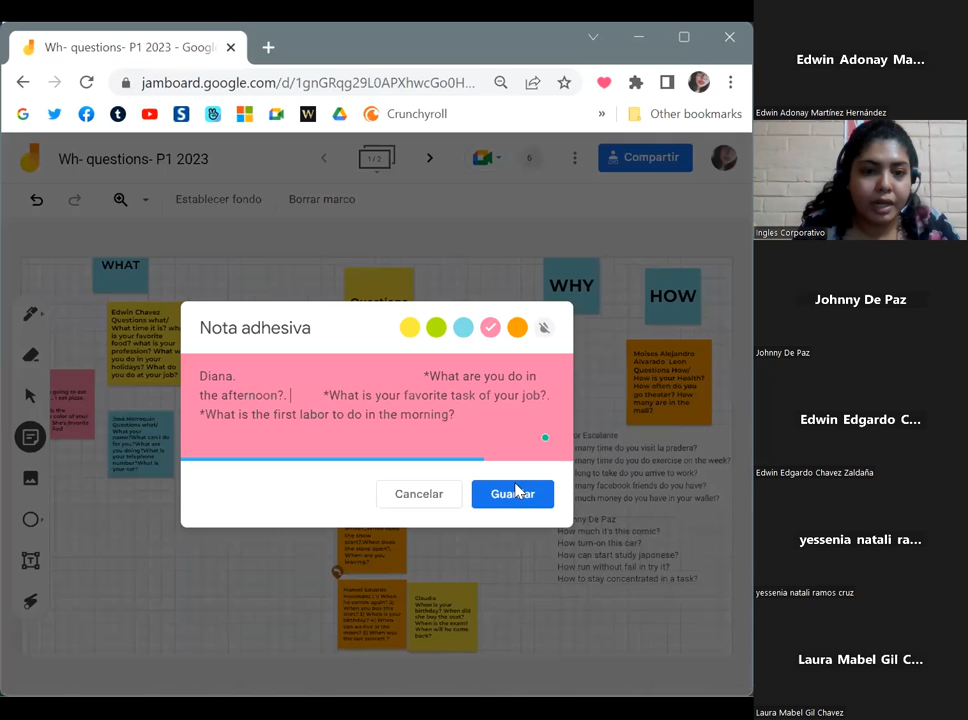 Wh- questions- P1 2023 - Googl
jamboard.google.com/d/1gnGRqg29L0APXhwcGo0H...
Crunchyroll
»
Other bookmarks
Wh- questions- P1 2023
1/2
6
Compartir
Establecer fondo
Borrar marco
WHAT
Questions
WHY
HOW
Edwin Chavez
Questions what/
What time it is? wh
is your favorite
food? what is your
profession? What w
you do in your
holidays? What do
you do at your job?
Moises Alejandro
Alvarado Leon
Questions How/
How is your Health?
How often do you
go theater? How
many are in the
mall?
Nota adhesiva
Diana. *What are you do in
the afternoon?. *What is your favorite task of your job?.
*What is the first labor to do in the morning?
Cancelar
Guardar
or Escalante
many time do you visit la pradera?
many time do you do exercise on the week?
long to take do you arrive to work?
many facebook friends do you have?
much money do you have in your wallet?
nny De Paz
How much it's this comic?
How turn-on this car?
How can start study japonese?
How run without fail in try it?
How to stay concentrated in a task?
Claudia
When is your
birthday? When did
she buy the coat?
When is the exam?
When will he come
back?
Edwin Adonay Ma...
Edwin Adonay Martínez Hernández
Ingles Corporativo
Johnny De Paz
Johnny De Paz
Edwin Edgardo C...
Edwin Edgardo Chavez Zaldaña
yessenia natali ra...
yessenia natali ramos cruz
Laura Mabel Gil C...
Laura Mabel Gil Chavez